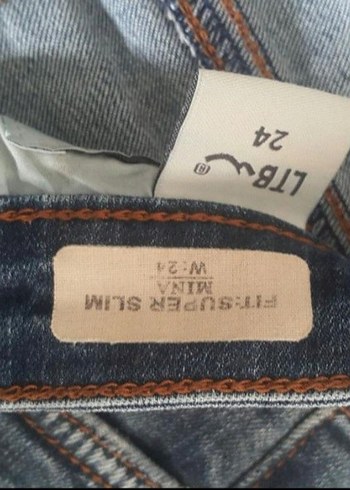 LTB®
24
FIT:SUPER SLIM
MINA
W:24